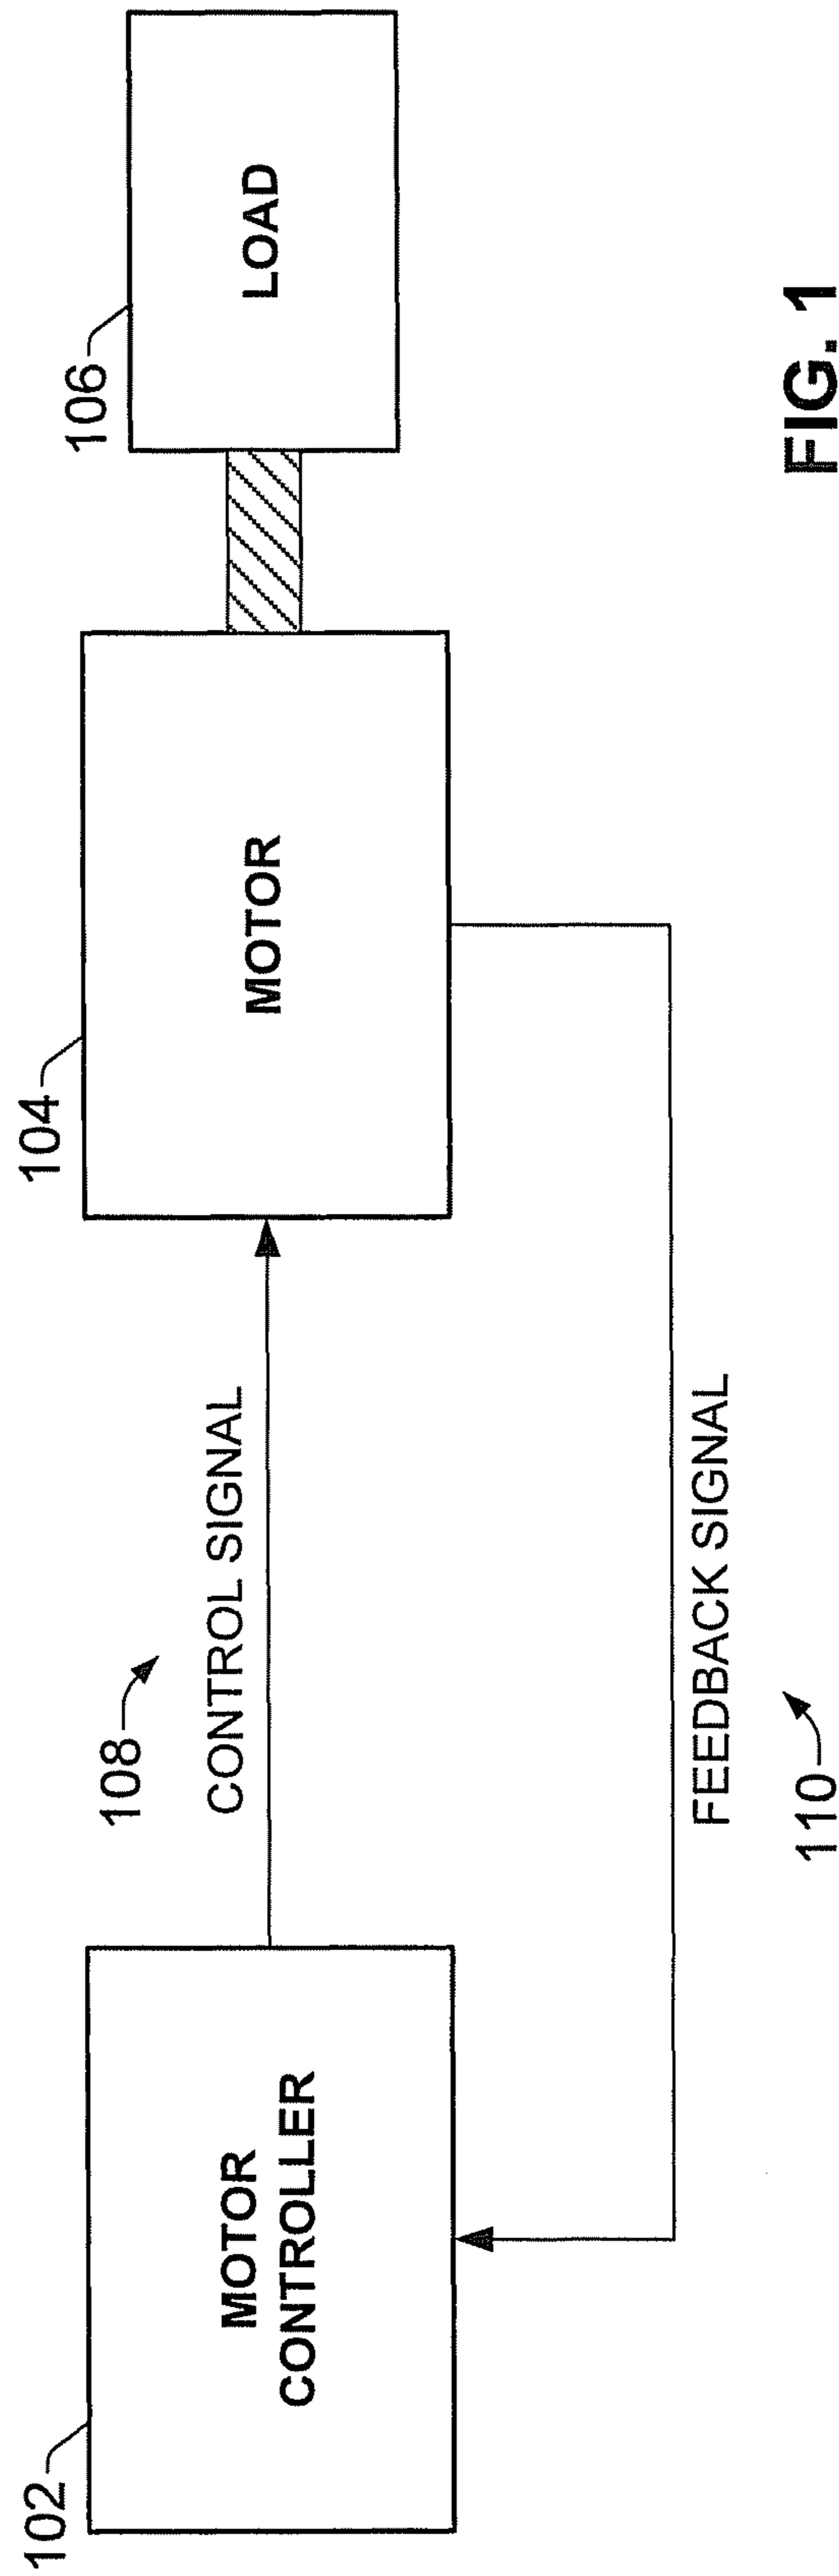 102
MOTOR
CONTROLLER
108
CONTROL SIGNAL
104
MOTOR
106
LOAD
110
FEEDBACK SIGNAL
FIG. 1